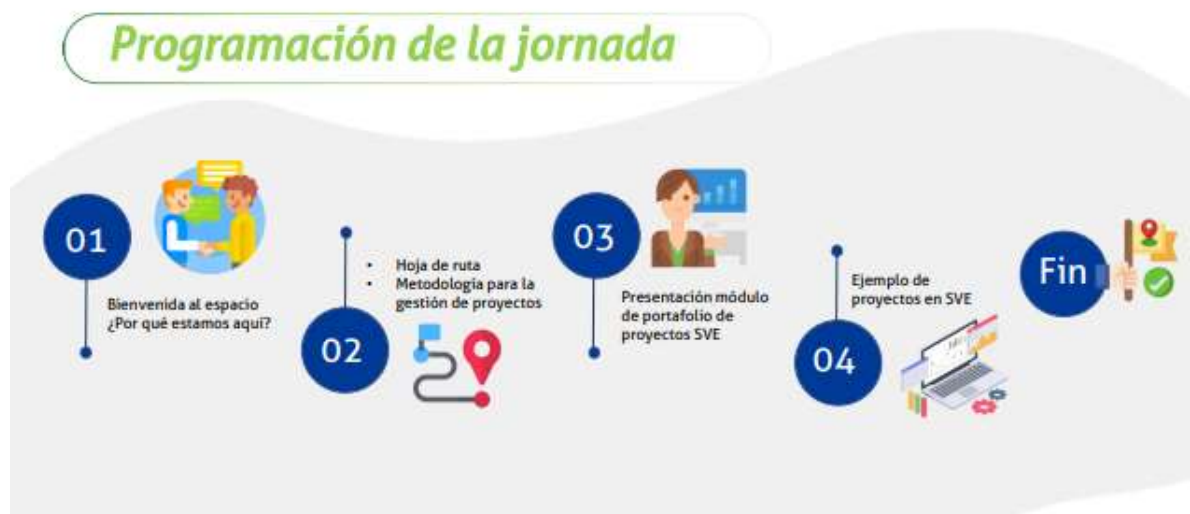 Programación de la jornada
01
Bienvenida al espacio
¿Por qué estamos aquí?
• Hoja de ruta
• Metodología para la
gestión de proyectos
02
03
Presentación módulo
de portafolio de
proyectos SVE
Ejemplo de
proyectos en SVE
04
Fin